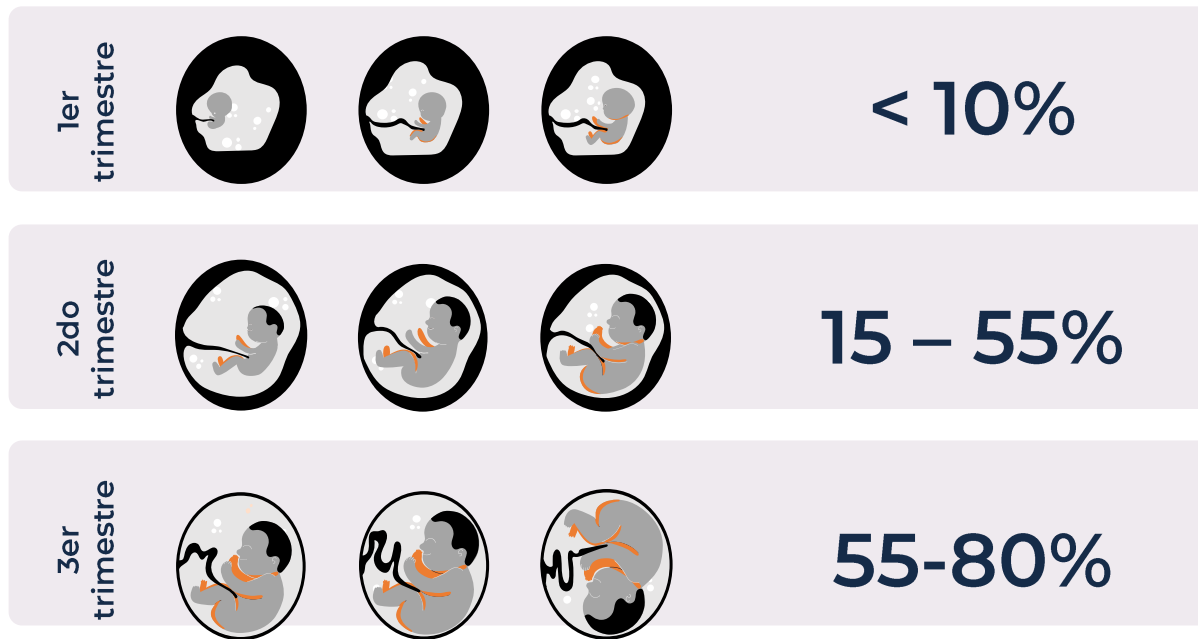 1er
trimestre
< 10%
2do
trimestre
15 – 55%
3er
trimestre
55-80%